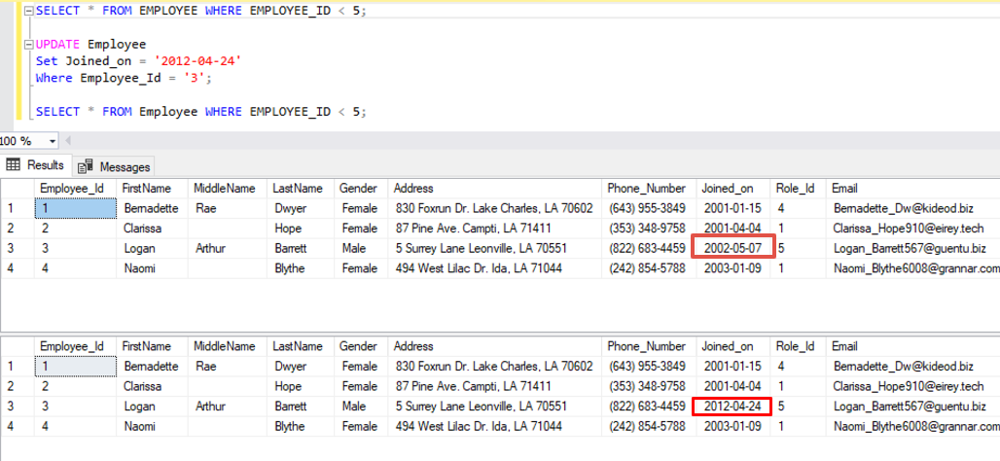 SELECT * FROM EMPLOYEE WHERE EMPLOYEE_ID < 5;
UPDATE Employee
Set Joined_on = '2012-04-24'
Where Employee_Id = '3';
SELECT * FROM Employee WHERE EMPLOYEE_ID < 5;
100 %
Results Messages
Employee_Id FirstName MiddleName LastName Gender Address Phone_Number Joined_on Role_Id Email
1 1 Bernadette Rae Dwyer Female 830 Foxrun Dr. Lake Charles, LA 70602 (643) 955-3849 2001-01-15 4 Bernadette_Dw@kideod.biz
2 2 Clarissa Hope Female 87 Pine Ave. Campti, LA 71411 (353) 348-9758 2001-04-04 1 Clarissa_Hope910@eirey.tech
3 3 Logan Arthur Barrett Male 5 Surrey Lane Leonville, LA 70551 (822) 683-4459 2002-05-07 5 Logan_Barrett567@guentu.biz
4 4 Naomi Blythe Female 494 West Lilac Dr. Ida, LA 71044 (242) 854-5788 2003-01-09 1 Naomi_Blythe6008@grannar.com
Employee_Id FirstName MiddleName LastName Gender Address Phone_Number Joined_on Role_Id Email
1 1 Bernadette Rae Dwyer Female 830 Foxrun Dr. Lake Charles, LA 70602 (643) 955-3849 2001-01-15 4 Bernadette_Dw@kideod.biz
2 2 Clarissa Hope Female 87 Pine Ave. Campti, LA 71411 (353) 348-9758 2001-04-04 1 Clarissa_Hope910@eirey.tech
3 3 Logan Arthur Barrett Male 5 Surrey Lane Leonville, LA 70551 (822) 683-4459 2012-04-24 5 Logan_Barrett567@guentu.biz
4 4 Naomi Blythe Female 494 West Lilac Dr. Ida, LA 71044 (242) 854-5788 2003-01-09 1 Naomi_Blythe6008@grannar.com